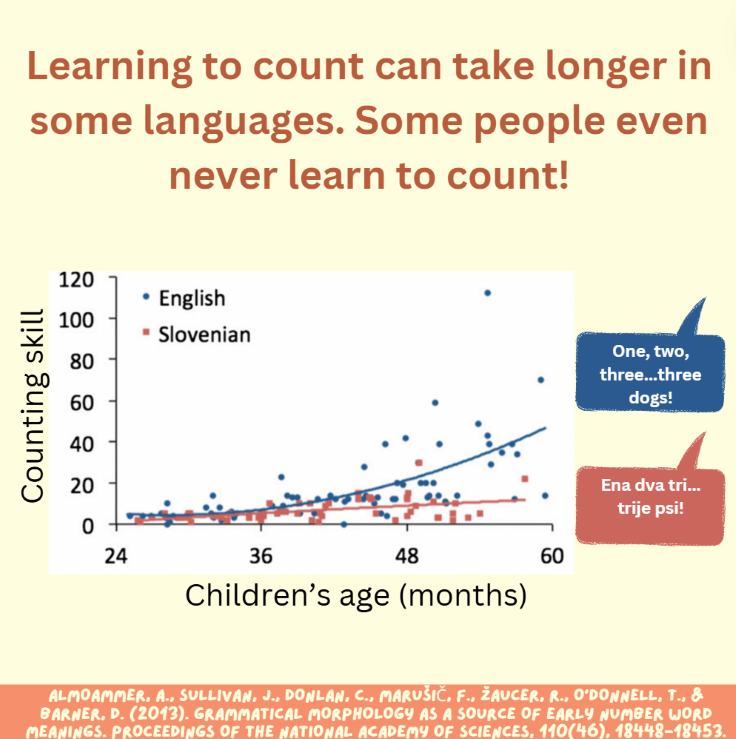 Learning to count can take longer in
some languages. Some people even
never learn to count!
120
100
80
60
40
20
0
English
Slovenian
Counting skill
24
36
48
60
Children's age (months)
One, two,
three...three
dogs!
Ena dva tri...
trije psi!
ALMOAMMER, A., SULLIVAN, J., DONLAN, C., MARUŠIČ, F., ŽAUCER, R., O'DONNELL, T., &
BARNER, D. (2013). GRAMMATICAL MORPHOLOGY AS A SOURCE OF EARLY NUMBER WORD
MEANINGS. PROCEEDINGS OF THE NATIONAL ACADEMY OF SCIENCES, 110(46), 18448-18453.